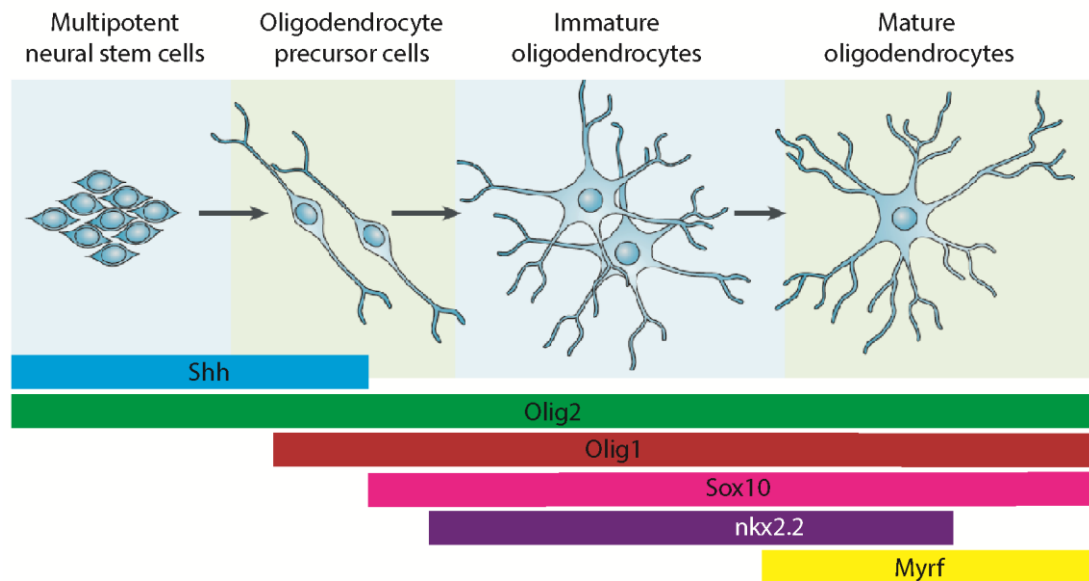 Multipotent
neural stem cells
Oligodendrocyte
precursor cells
Immature
oligodendrocytes
Mature
oligodendrocytes
Shh
Olig2
Olig1
Sox10
nkx2.2
Myrf